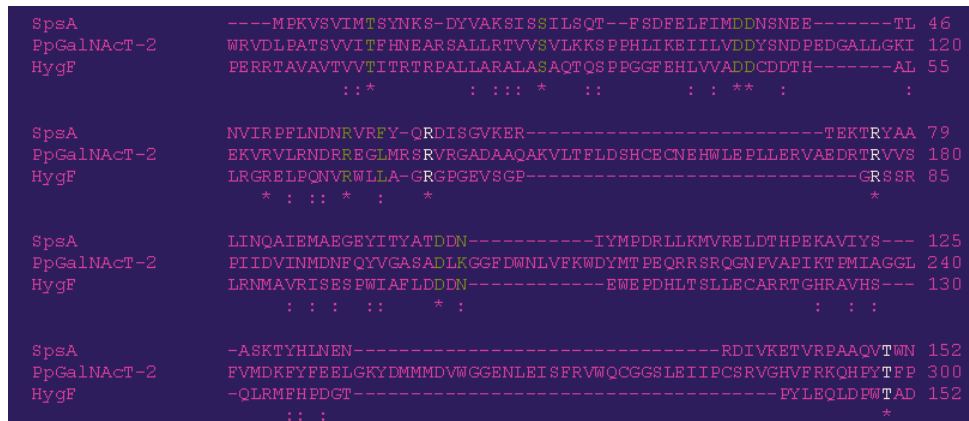 SpsA ----MPKVSVIMTSYNKS-DYVAKSISSILSQT--FSDFELFIMDDNSNEE-------TL 46
PpGalNAcT-2 WRVDLPATSVVITFHNEARSALLRTVVSVLKKSPPHLIKEIILVDDYSNDPEDGALLGKI 120
HygF PERRTAVAVTVVTITRTRPALLARALASAQTQSPPGGFEHLVVADDCDDTH-------AL 55
::* : ::: * :: : : ** : :
SpsA NVIRPFLNDNRVRFY-QRDISGVKER--------------------------TEKTRYAA 79
PpGalNAcT-2 EKVRVLRNDRREGLMRSRVRGADAAQAKVLTFLDSHCECNEHWLEPLLERVAEDRTRVVS 180
HygF LRGRELPQNVRWLLA-GRGPGEVSGP-----------------------------GRSSR 85
* : :: * : * *
SpsA LINQAIEMAEGEYITYATDDN-----------IYMPDRLLKMVRELDTHPEKAVIYS--- 125
PpGalNAcT-2 PIIDVINMDNFQYVGASADLKGGFDWNLVFKWDYMTPEQRRSRQGNPVAPIKTPMIAGGL 240
HygF LRNMAVRISESPWIAFLDDDN------------EWEPDHLTSLLECARRTGHRAVHS--- 130
: : : :: * : : : :
SpsA -ASKTYHLNEN--------------------------------RDIVKETVRPAAQVTWN 152
PpGalNAcT-2 FVMDKFYFEELGKYDMMMDVWGGENLEISFRVWQCGGSLEIIPCSRVGHVFRKQHPYTFP 300
HygF -QLRMFHPDGT-------------------------------------PYLEQLDPWTAD 152
:: : *